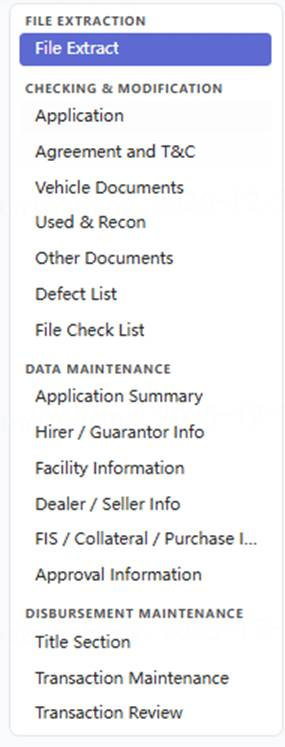 FILE EXTRACTION
File Extract
CHECKING & MODIFICATION
Application
Agreement and T&C
Vehicle Documents
Used & Recon
Other Documents
Defect List
File Check List
DATA MAINTENANCE
Application Summary
Hirer / Guarantor Info
Facility Information
Dealer / Seller Info
FIS / Collateral / Purchase I...
Approval Information
DISBURSEMENT MAINTENANCE
Title Section
Transaction Maintenance
Transaction Review